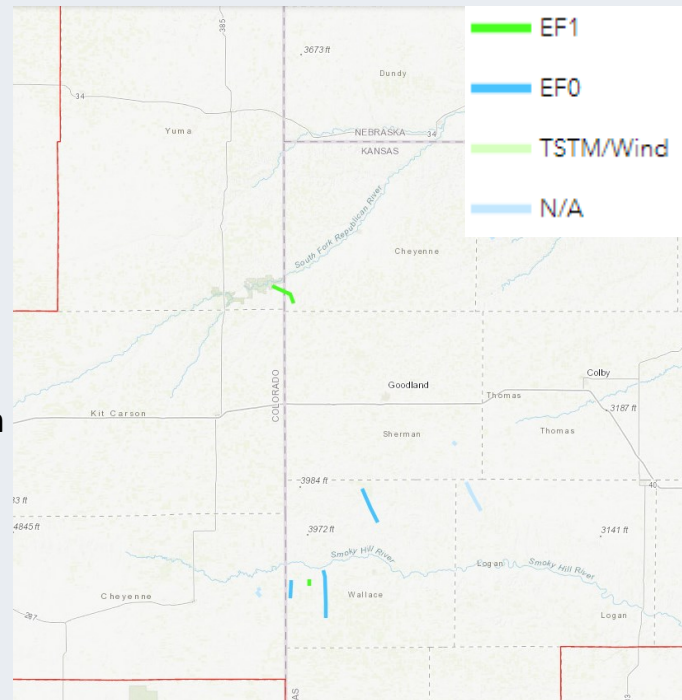 EF1
EF0
TSTM/Wind
N/A
385
3673 ft
Dundy
34
Yuma
NEBRASKA
34
KANSAS
South Fork Republican River
Cheyenne
COLORADO
Goodland
Colby
Thomas
3187 ft
Kit Carson
n
Sherman
Thomas
3984 ft
40
83 ft
4845 ft
3972 ft
3141 ft
Smoky Hill River
Logan
Smoky Hill River
Cheyenne
Wallace
Logan
287
AS